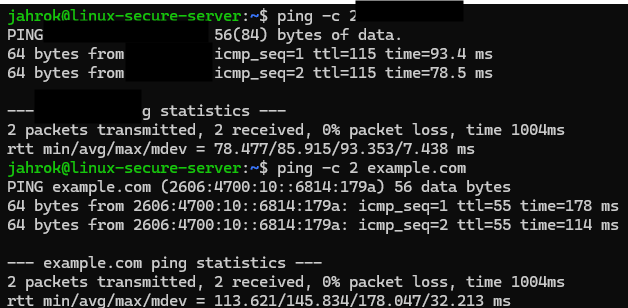 jahrok@linux-secure-server:~$ ping -c 2
PING 56(84) bytes of data.
64 bytes from icmp_seq=1 ttl=115 time=93.4 ms
64 bytes from icmp_seq=2 ttl=115 time=78.5 ms
--- g statistics ---
2 packets transmitted, 2 received, 0% packet loss, time 1004ms
rtt min/avg/max/mdev = 78.477/85.915/93.353/7.438 ms
jahrok@linux-secure-server:~$ ping -c 2 example.com
PING example.com (2606:4700:10::6814:179a) 56 data bytes
64 bytes from 2606:4700:10::6814:179a: icmp_seq=1 ttl=55 time=178 ms
64 bytes from 2606:4700:10::6814:179a: icmp_seq=2 ttl=55 time=114 ms
--- example.com ping statistics ---
2 packets transmitted, 2 received, 0% packet loss, time 1004ms
rtt min/avg/max/mdev = 113.621/145.834/178.047/32.213 ms